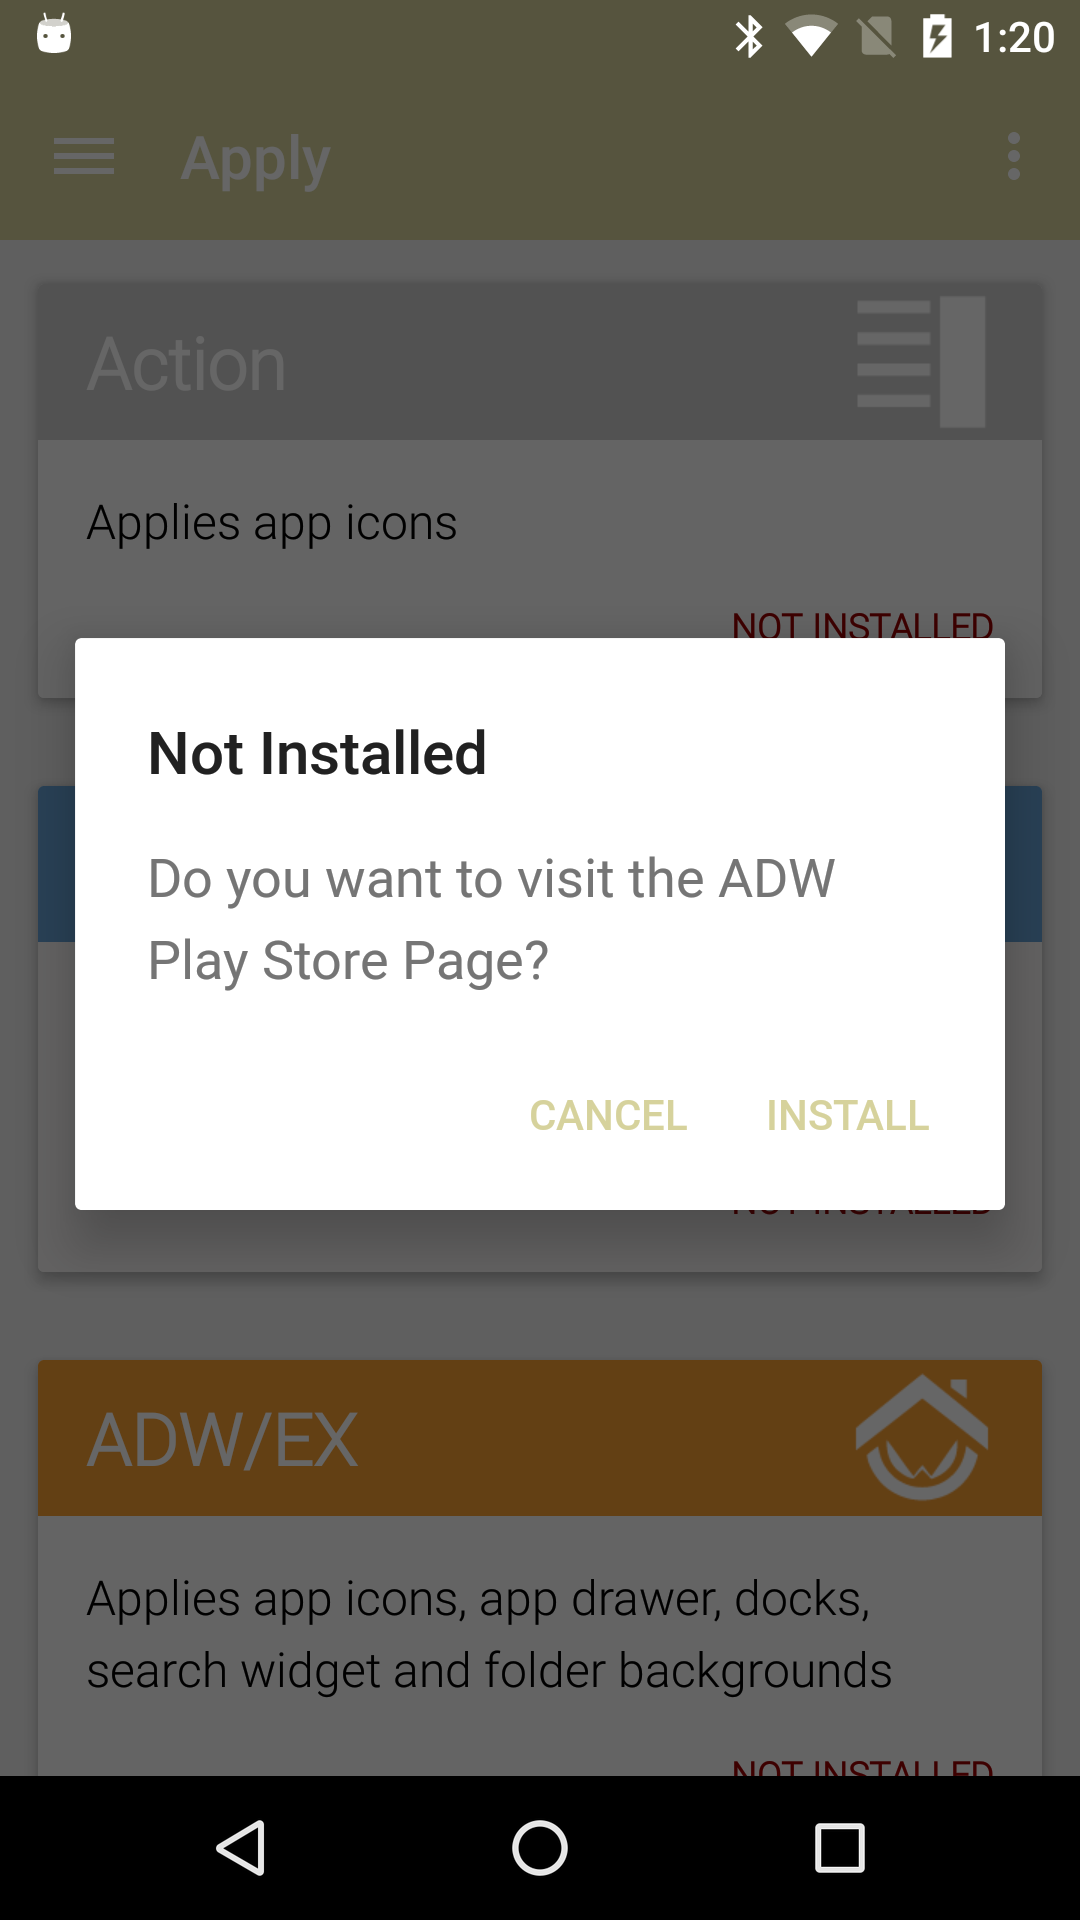 1:20
Apply
Action
Applies app icons
NOT INSTALLED
Not Installed
Do you want to visit the ADW
Play Store Page?
CANCEL INSTALL
NOT INSTALLED
ADW/EX
Applies app icons, app drawer, docks,
search widget and folder backgrounds
NOT INSTALLED